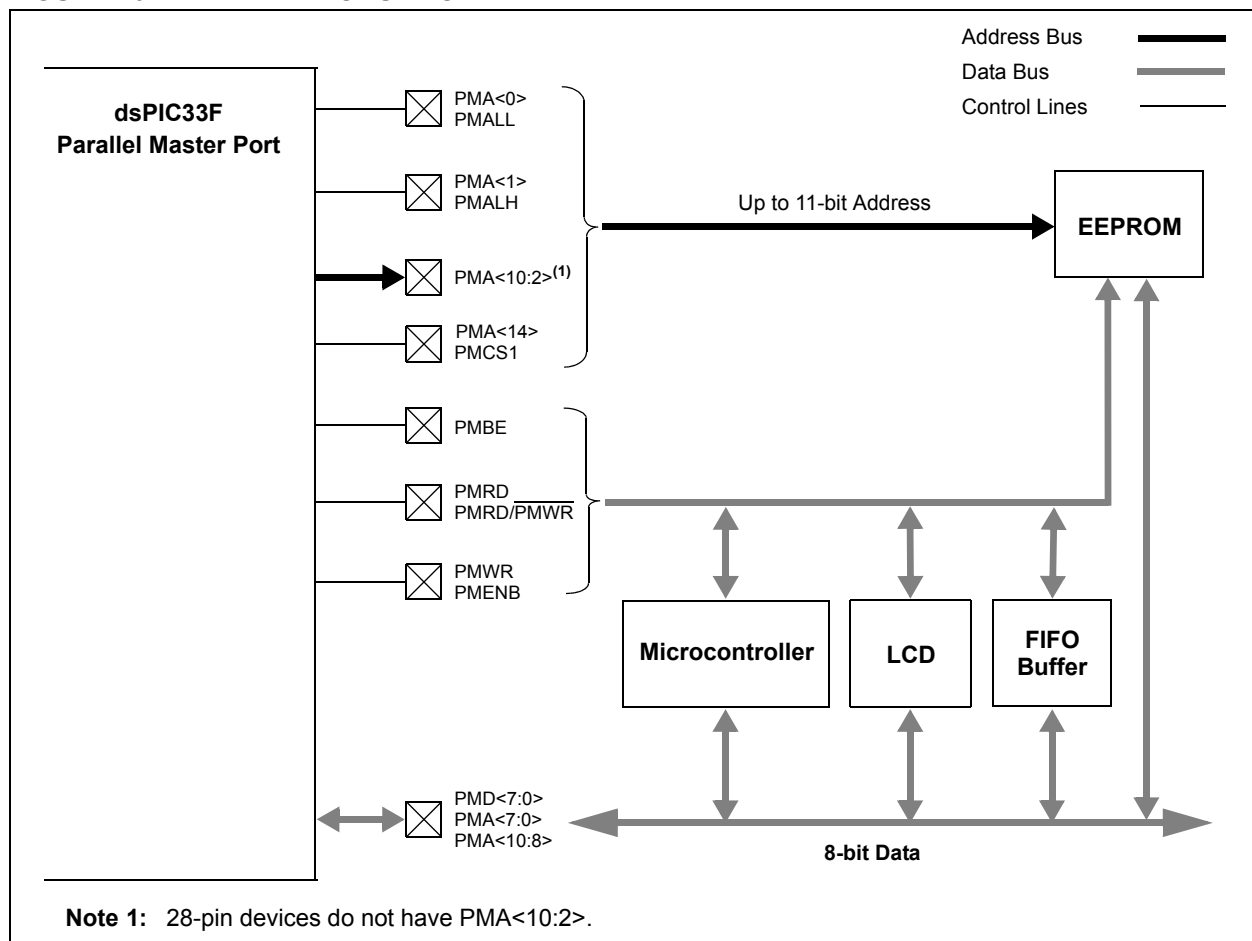 Address Bus
Data Bus
Control Lines
dsPIC33F
Parallel Master Port
PMA<0>
PMALL
PMA<1>
PMALH
PMA<10:2>(1)
PMA<14>
PMCS1
Up to 11-bit Address
EEPROM
PMBE
PMRD
PMRD/PMWR
PMWR
PMENB
Microcontroller
LCD
FIFO
Buffer
PMD<7:0>
PMA<7:0>
PMA<10:8>
8-bit Data
Note 1: 28-pin devices do not have PMA<10:2>.